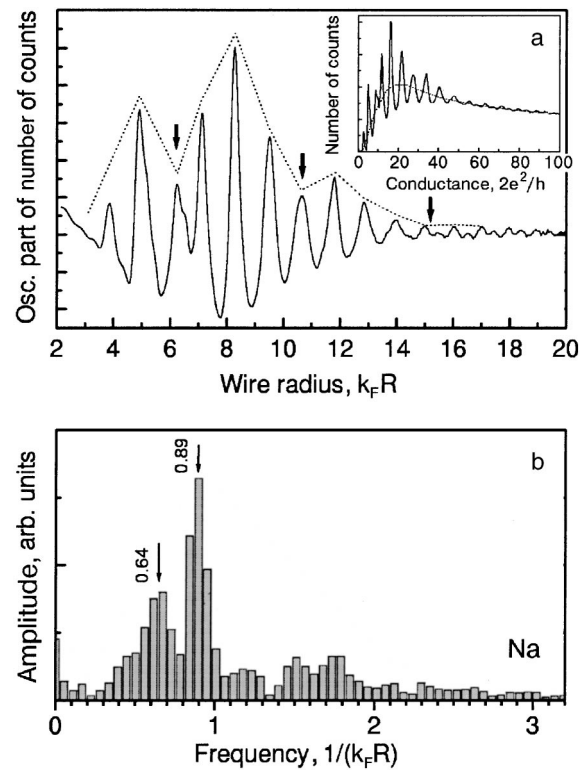 Osc. part of number of counts
a
Number of counts
0 20 40 60 80 100
Conductance, 2e²/h
2 4 6 8 10 12 14 16 18 20
Wire radius, k_F R
b
Amplitude, arb. units
0.64
0.89
Na
0 1 2 3
Frequency, 1/(k_F R)